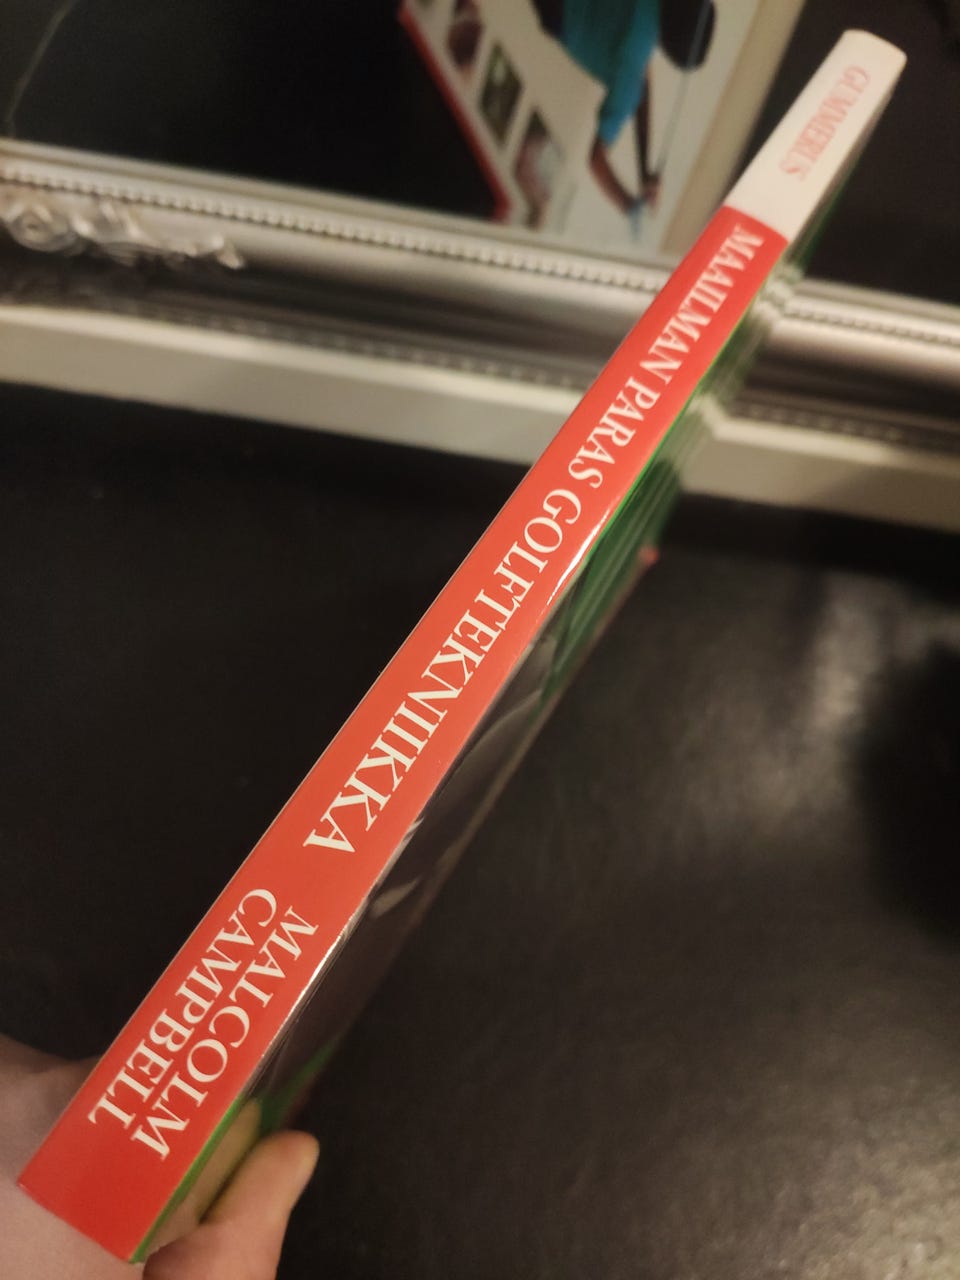 GUMMERUS
MAAILMAN PARAS GOLFTEKNIIKKA
MALCOLM
CAMPBELL